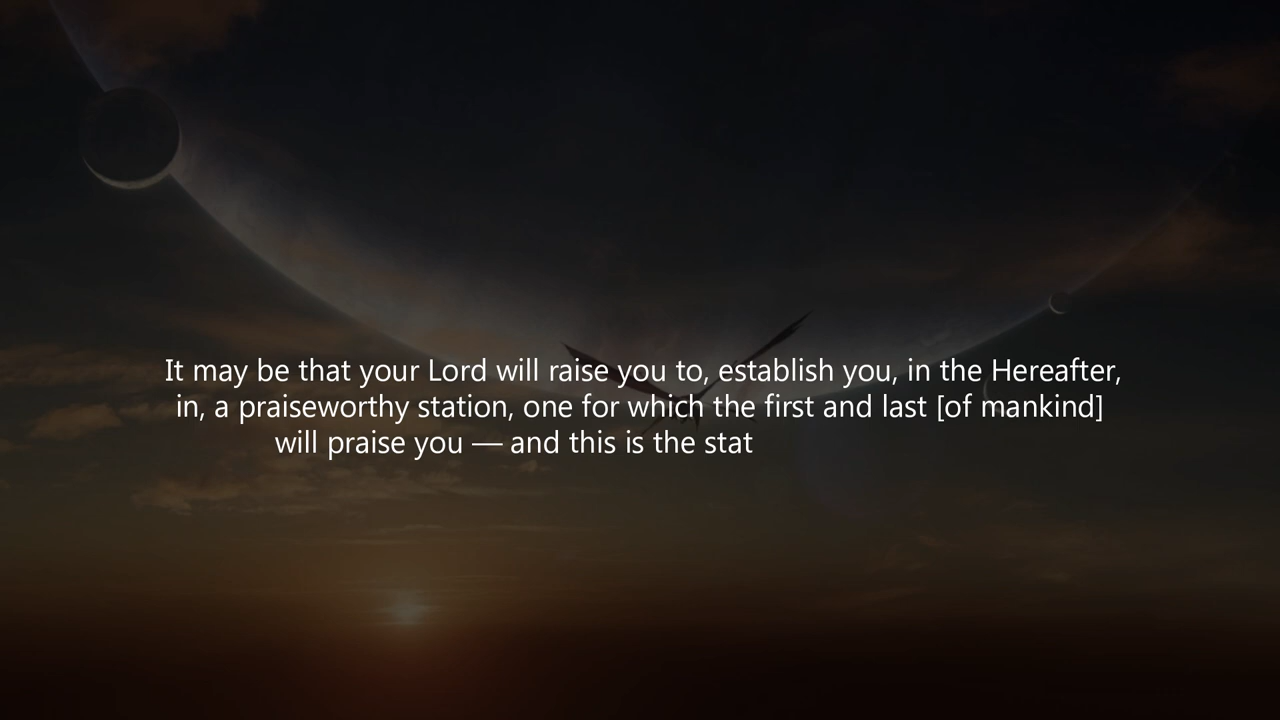 It may be that your Lord will raise you to, establish you, in the Hereafter,
in, a praiseworthy station, one for which the first and last [of mankind]
will praise you — and this is the stat